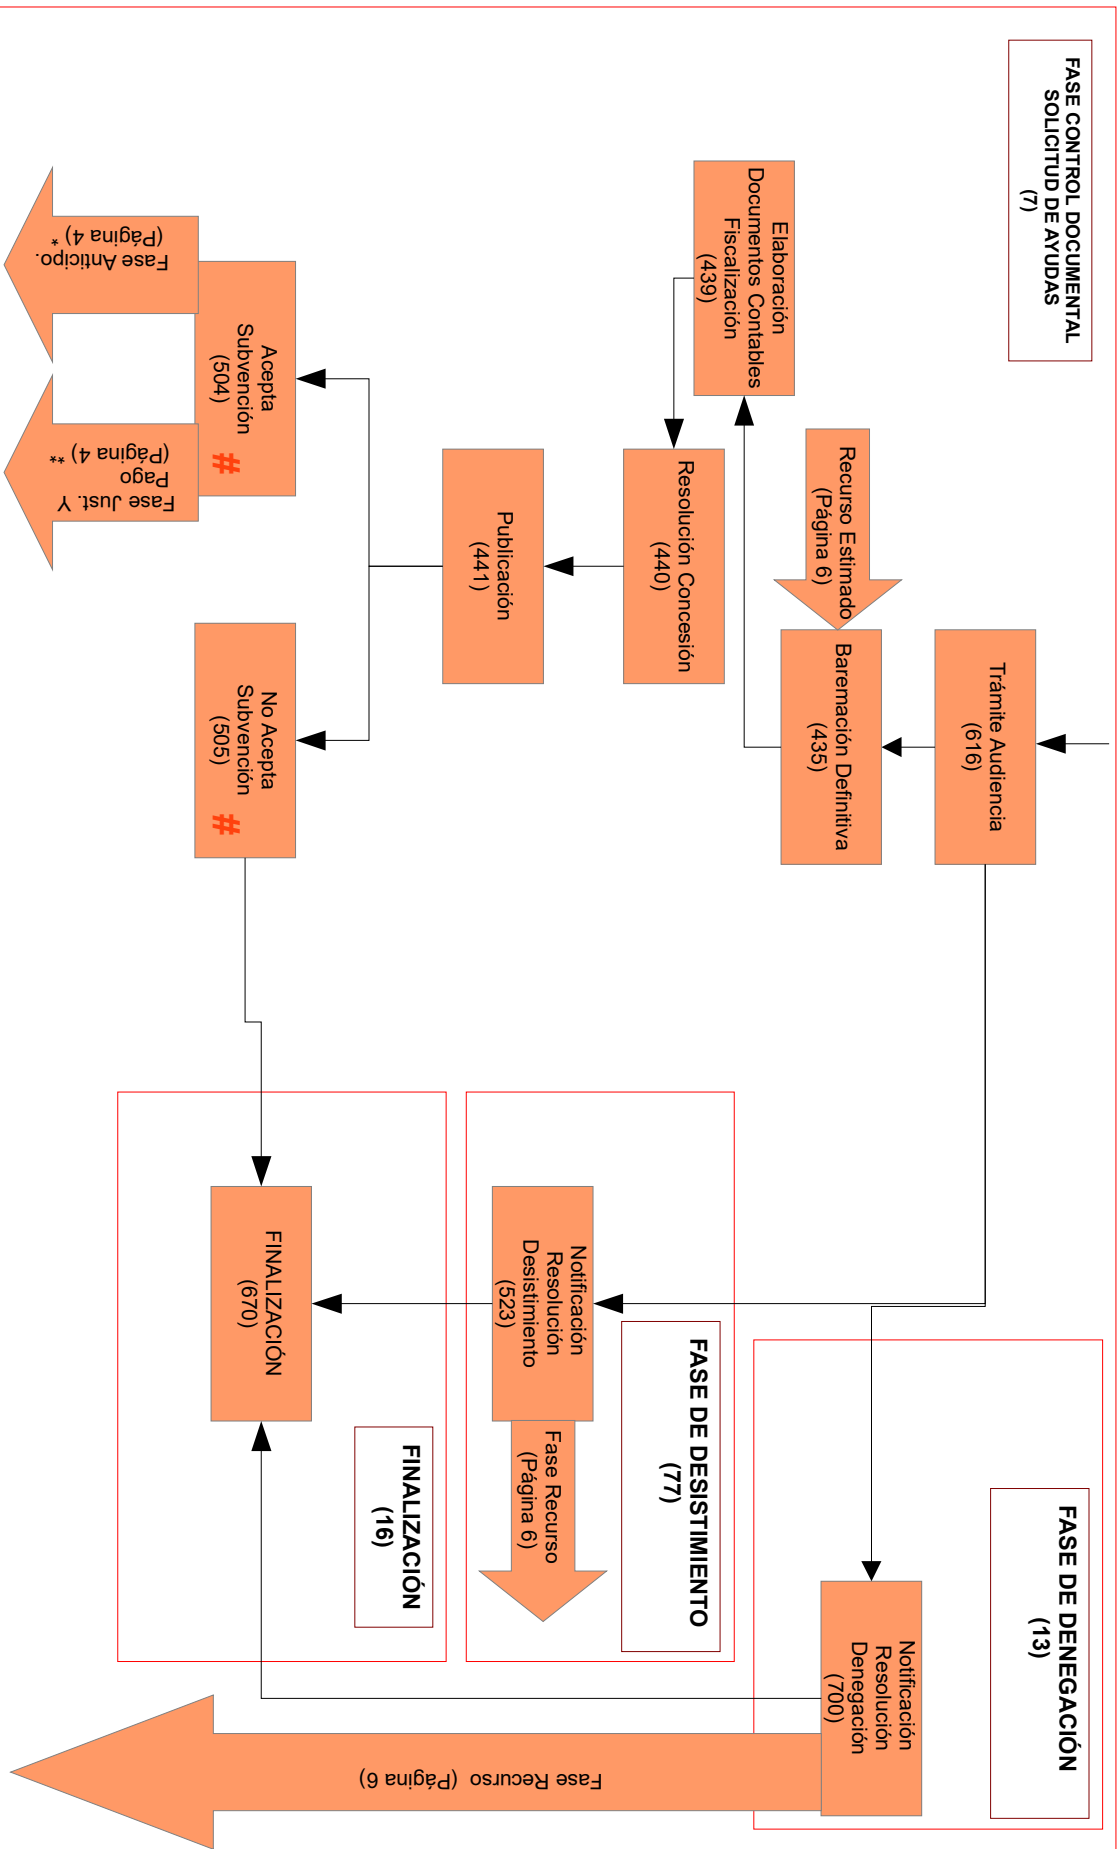 FASE CONTROL DOCUMENTAL
SOLICITUD DE AYUDAS
(7)
Trámite Audiencia
(616)
Recurso Estimado
(Página 6)
Baremación Definitiva
(435)
Elaboración
Documentos Contables
Fiscalización
(439)
Resolución Concesión
(440)
Publicación
(441)
Acepta
Subvención
(504)
#
No Acepta
Subvención
(505)
#
Fase Anticipo.
(Página 4) *
Fase Just. Y
Pago
(Página 4) **
FASE DE DENEGACIÓN
(13)
Notificación
Resolución
Denegación
(700)
Fase Recurso (Página 6)
FASE DE DESISTIMIENTO
(77)
Notificación
Resolución
Desistimiento
(523)
Fase Recurso
(Página 6)
FINALIZACIÓN
(16)
FINALIZACIÓN
(670)